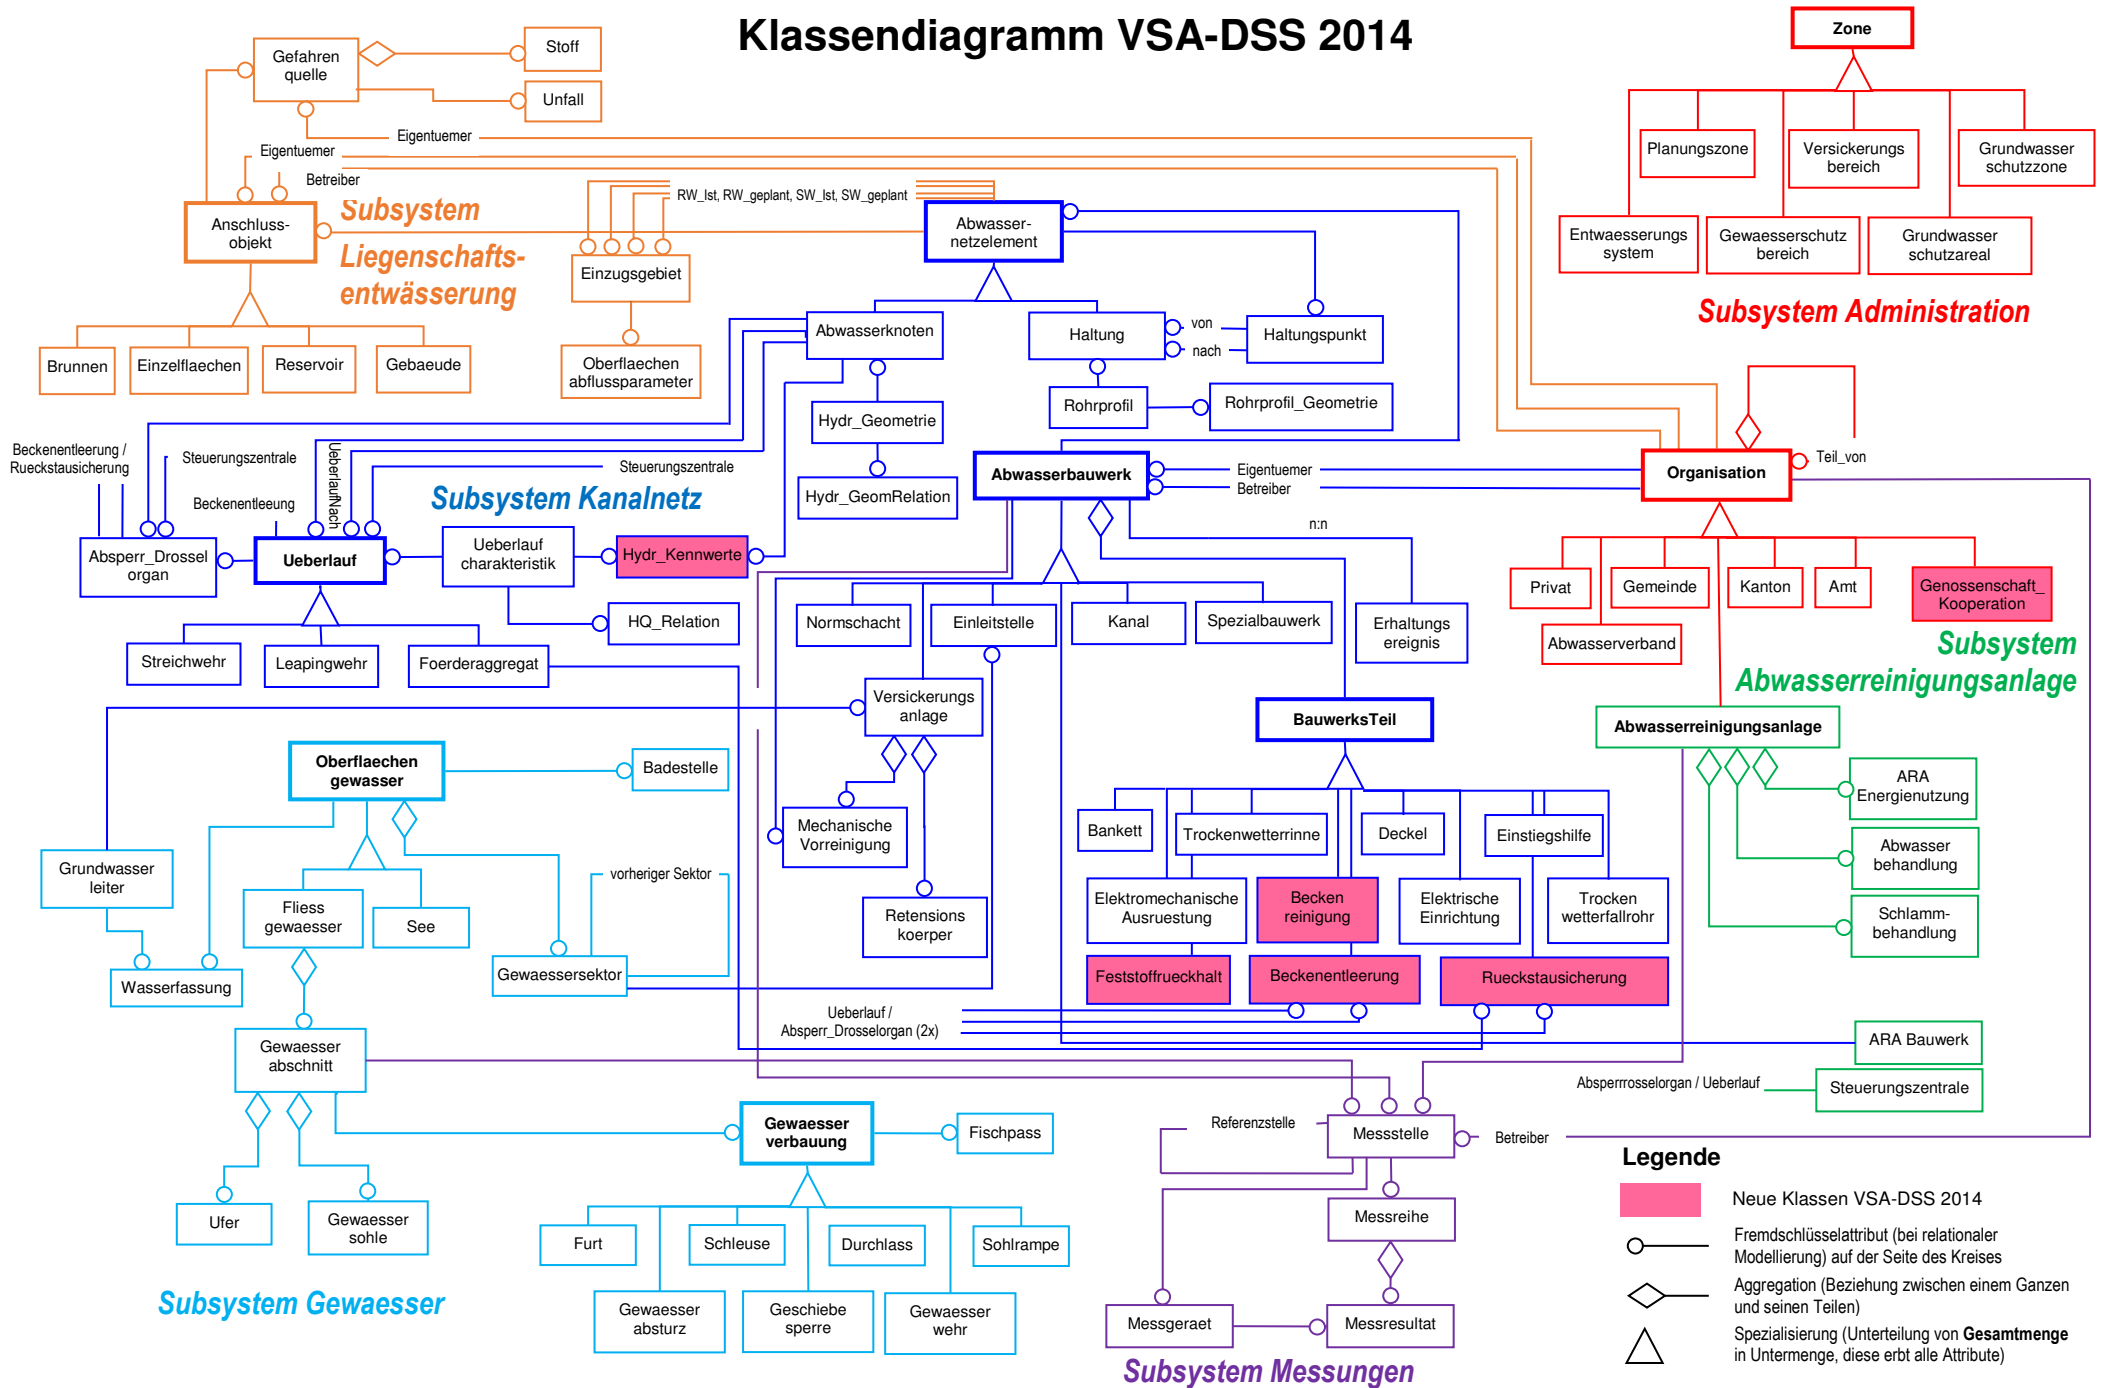 Klassendiagramm VSA-DSS 2014
Gefahren
quelle
Stoff
Unfall
Eigentuemer
Eigentuemer
Betreiber
Anschluss-
objekt
Subsystem
Liegenschafts-
entwässerung
Brunnen
Einzelflaechen
Reservoir
Gebaeude
RW_Ist, RW_geplant, SW_Ist, SW_geplant
Einzugsgebiet
Oberflaechen
abflussparameter
Abwasser-
netzelement
Abwasserknoten
Haltung
von
nach
Haltungspunkt
Rohrprofil
Rohrprofil_Geometrie
Hydr_Geometrie
Hydr_GeomRelation
Zone
Planungszone
Versickerungs
bereich
Grundwasser
schutzzone
Entwaesserungs
system
Gewaesserschutz
bereich
Grundwasser
schutzareal
Subsystem Administration
Beckenentleerung /
Rueckstausicherung
Steuerungszentrale
Beckenentleeung
UeberlaufNach
Steuerungszentrale
Subsystem Kanalnetz
Absperr_Drossel
organ
Ueberlauf
Ueberlauf
charakteristik
Hydr_Kennwerte
HQ_Relation
Streichwehr
Leapingwehr
Foerderaggregat
Abwasserbauwerk
Eigentuemer
Betreiber
n:n
Organisation
Teil_von
Normschacht
Einleitstelle
Kanal
Spezialbauwerk
Erhaltungs
ereignis
Privat
Gemeinde
Kanton
Amt
Genossenschaft_
Kooperation
Abwasserverband
Subsystem
Abwasserreinigungsanlage
Versickerungs
anlage
BauwerksTeil
Abwasserreinigungsanlage
Oberflaechen
gewasser
Badestelle
Mechanische
Vorreinigung
Retensions
koerper
Bankett
Trockenwetterrinne
Deckel
Einstiegshilfe
Elektromechanische
Ausruestung
Becken
reinigung
Elektrische
Einrichtung
Trocken
wetterfallrohr
Feststoffrueckhalt
Beckenentleerung
Rueckstausicherung
ARA
Energienutzung
Abwasser
behandlung
Schlamm-
behandlung
Grundwasser
leiter
Fliess
gewaesser
See
vorheriger Sektor
Wasserfassung
Gewaessersektor
Ueberlauf /
Absperr_Drosselorgan (2x)
ARA Bauwerk
Absperrrosselorgan / Ueberlauf
Steuerungszentrale
Gewaesser
abschnitt
Gewaesser
verbauung
Fischpass
Referenzstelle
Messstelle
Betreiber
Ufer
Gewaesser
sohle
Furt
Schleuse
Durchlass
Sohlrampe
Gewaesser
absturz
Geschiebe
sperre
Gewaesser
wehr
Subsystem Gewaesser
Messreihe
Messgeraet
Messresultat
Subsystem Messungen
Legende
Neue Klassen VSA-DSS 2014
Fremdschlüsselattribut (bei relationaler
Modellierung) auf der Seite des Kreises
Aggregation (Beziehung zwischen einem Ganzen
und seinen Teilen)
Spezialisierung (Unterteilung von Gesamtmenge
in Untermenge, diese erbt alle Attribute)